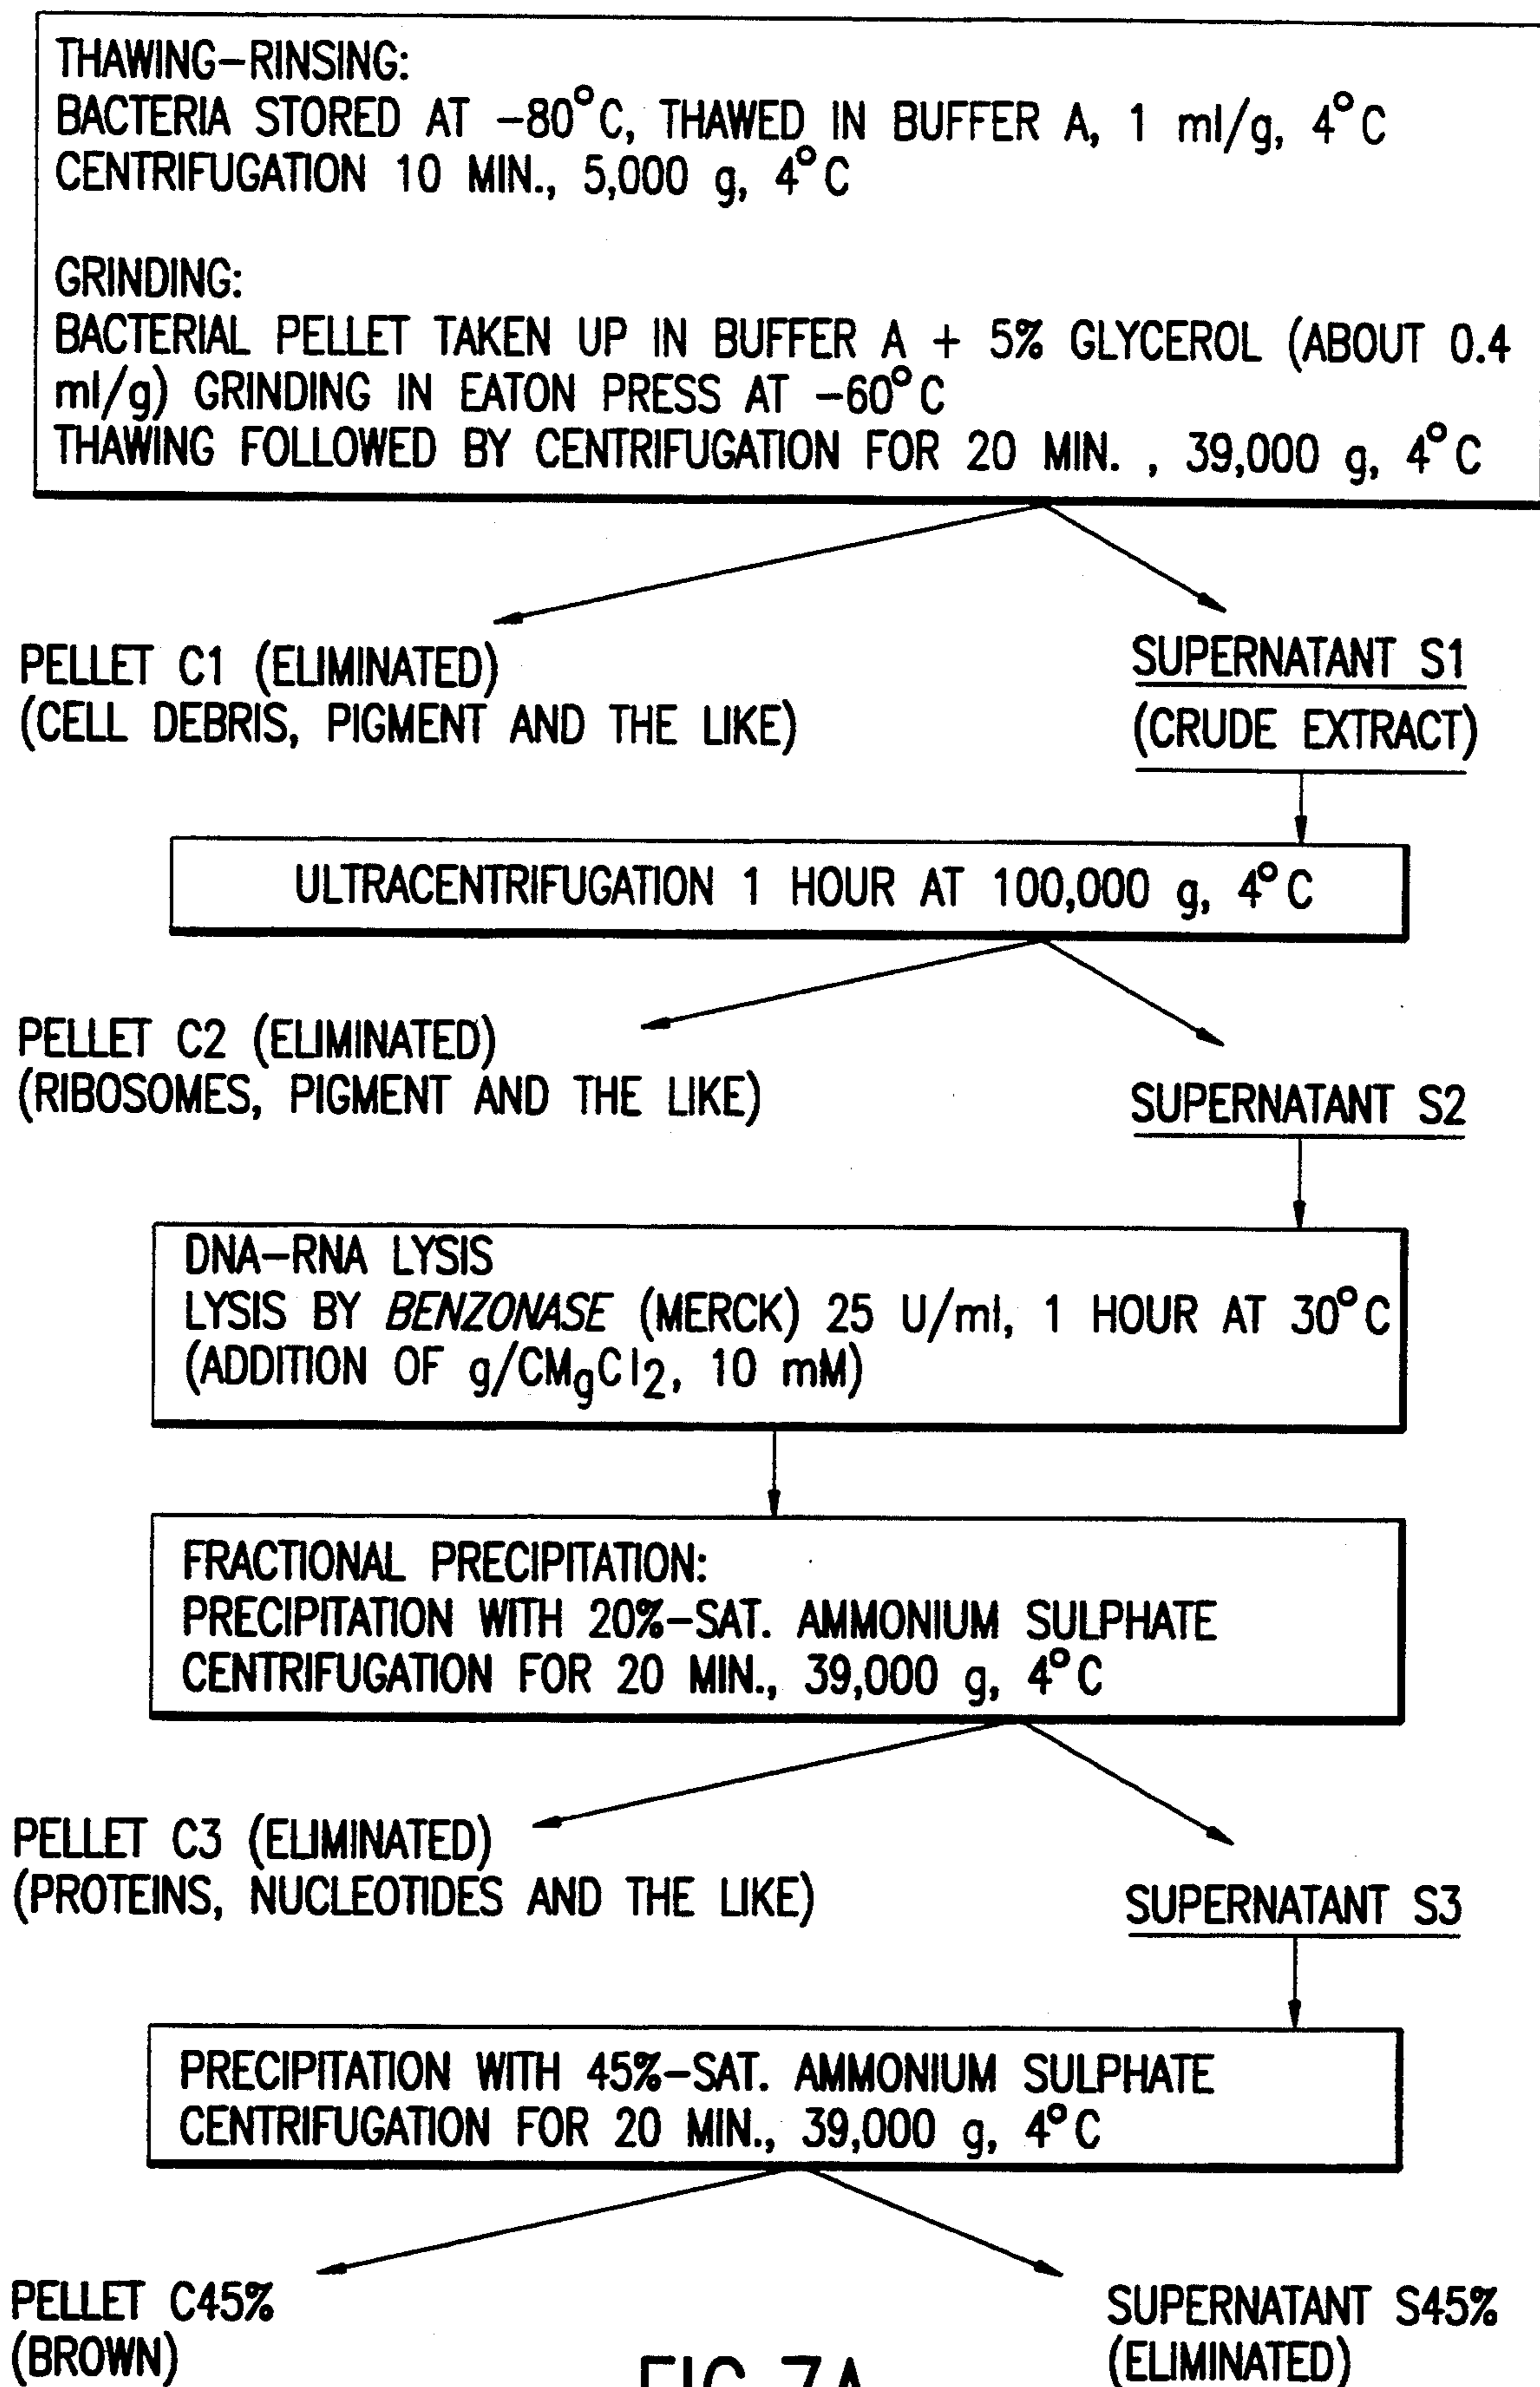 THAWING-RINSING:
BACTERIA STORED AT -80°C, THAWED IN BUFFER A, 1 ml/g, 4°C
CENTRIFUGATION 10 MIN., 5,000 g, 4°C
GRINDING:
BACTERIAL PELLET TAKEN UP IN BUFFER A + 5% GLYCEROL (ABOUT 0.4
ml/g) GRINDING IN EATON PRESS AT -60°C
THAWING FOLLOWED BY CENTRIFUGATION FOR 20 MIN. , 39,000 g, 4°C
PELLET C1 (ELIMINATED)
(CELL DEBRIS, PIGMENT AND THE LIKE)
SUPERNATANT S1
(CRUDE EXTRACT)
ULTRACENTRIFUGATION 1 HOUR AT 100,000 g, 4°C
PELLET C2 (ELIMINATED)
(RIBOSOMES, PIGMENT AND THE LIKE)
SUPERNATANT S2
DNA-RNA LYSIS
LYSIS BY BENZONASE (MERCK) 25 U/ml, 1 HOUR AT 30°C
(ADDITION OF g/CMgCl2, 10 mM)
FRACTIONAL PRECIPITATION:
PRECIPITATION WITH 20%-SAT. AMMONIUM SULPHATE
CENTRIFUGATION FOR 20 MIN., 39,000 g, 4°C
PELLET C3 (ELIMINATED)
(PROTEINS, NUCLEOTIDES AND THE LIKE)
SUPERNATANT S3
PRECIPITATION WITH 45%-SAT. AMMONIUM SULPHATE
CENTRIFUGATION FOR 20 MIN., 39,000 g, 4°C
PELLET C45%
(BROWN)
SUPERNATANT S45%
(ELIMINATED)
FIG.7A